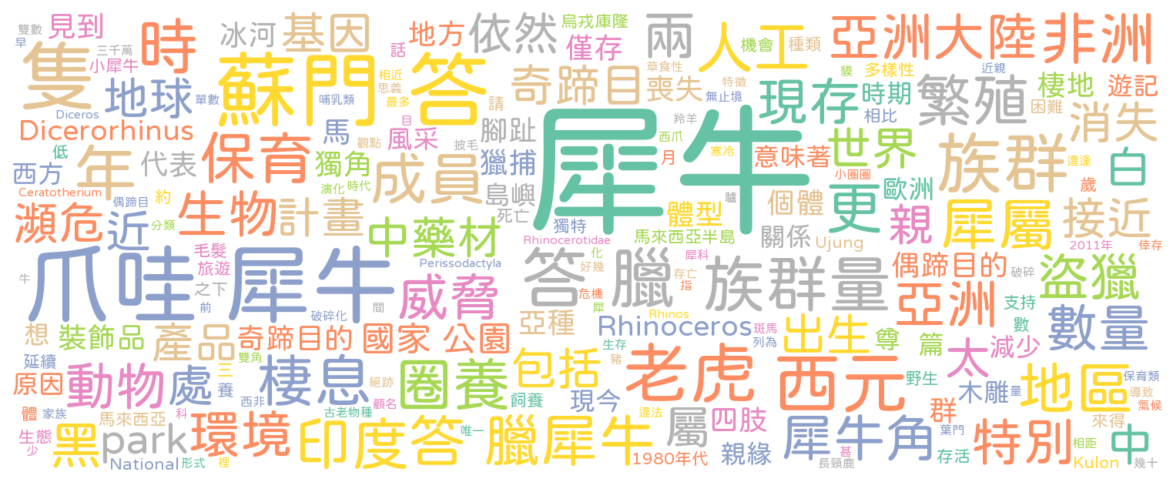 雙數 見到 時 冰河 基因 地方 依然 烏戎庫隆 兩 人工 機會 種類 亞洲大陸 非洲
早 三千萬 話 僅存 草食性 近親
隻 小犀牛 蘇門 答 奇蹄目 喪失 貘 多樣性 繁殖 棲地 遊記
地球 單數 哺乳類 相近 思義 最多 請 無止境 特徵 現存 時期 困難
Diceros 馬 目 腳趾 羚羊 相比 消失
Dicerorhinus 保育 觀點 風采 披毛 犀牛 西爪 寒冷 意味著 世界 族群 遭逢 白
低 年 代表 獨角 成員 獵捕 月 小圈圈
西方 Ceratotherium 演化 時代 島嶼 驢 更 歐洲 歲
約 偶蹄目 死亡 獨特 體型 個體 親 犀屬 接近
瀕危 近 生物 分類 計畫 中藥材 Rhinocerotidae 馬來西亞半島 關係 Ujung 2011年 倖存
毛髮 Perissodactyla 化 犀科
牛 爪哇 旅遊 犀牛 威脅 答 好幾 臘 存亡 族群量 偶蹄目的 破碎 盜獵
之下 危機 指 亞洲 支持
前 破碎化 間 犀 Rhinos 數
想 裝飾品 產品 奇蹄目的 國家 公園 亞種 Rhinoceros 斑馬 出生 尊 篇 太 減少 數量
延續 雙角 生存 列為
原因 動物 處 三 養 棲息 絕跡 圈養 包括 豬 老虎 西元 野生 木雕 量 地區 保育類 導致
體 家族 西非 顧名 飼養 現今 群 氣候
馬來西亞 科 古老物種 違法 屬 四肢 來得
生態 黑 park 環境 印度 答 唯一 臘 犀牛 犀牛角 葉門 特別 相距 中
少 National 形式 裡 1980年代 親緣 甚 長頸鹿 存活 Kulon 幾十